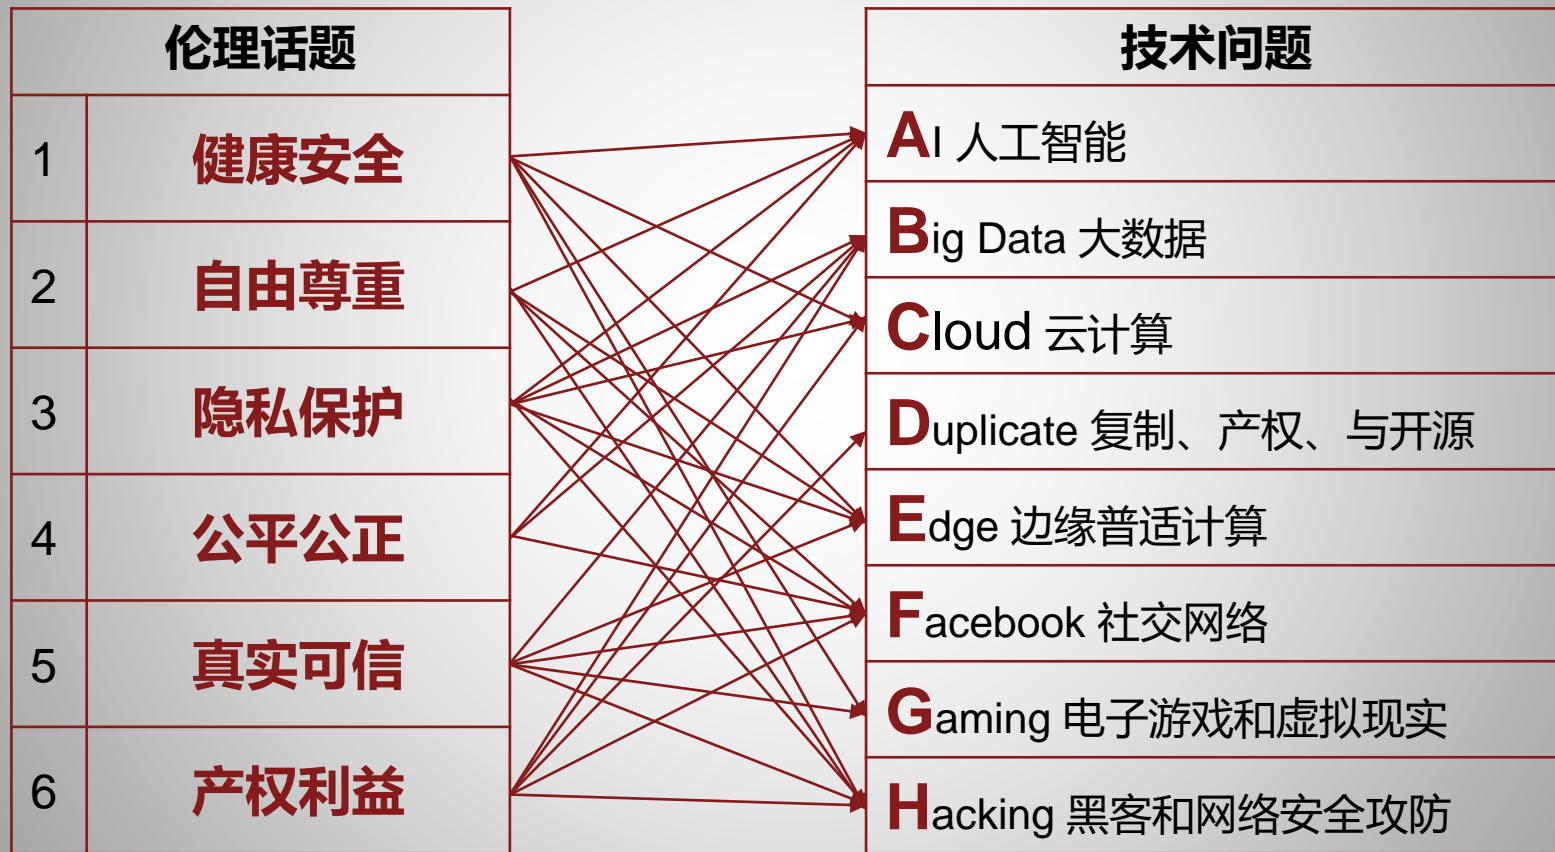 伦理话题
1 健康安全
2 自由尊重
3 隐私保护
4 公平公正
5 真实可信
6 产权利益
技术问题
AI 人工智能
Big Data 大数据
Cloud 云计算
Duplicate 复制、产权、与开源
Edge 边缘普适计算
Facebook 社交网络
Gaming 电子游戏和虚拟现实
Hacking 黑客和网络安全攻防